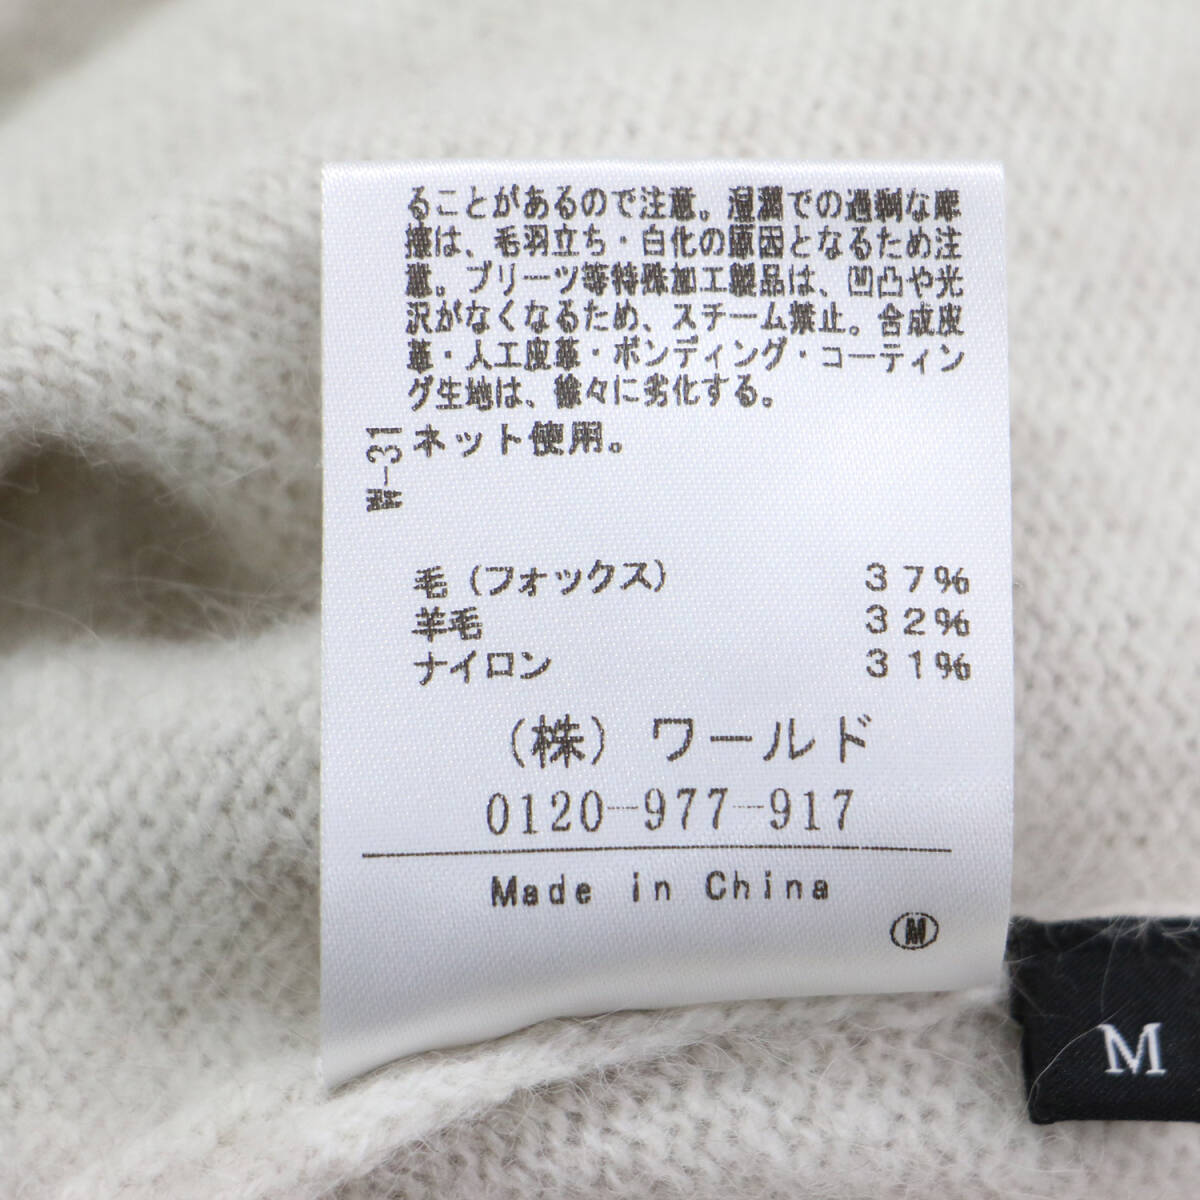 ることがあるので注意。湿潤での過剰な摩
擦は、毛羽立ち・白化の原因となるため注
意。プリーツ等特殊加工製品は、凹凸や光
沢がなくなるため、スチーム禁止。合成皮
革・人工皮革・ボンディング・コーティン
グ生地は、徐々に劣化する。
ネット使用。
W-31
毛(フォックス) 37%
羊毛 32%
ナイロン 31%
(株) ワールド
0120-977-917
Made in China
M
M